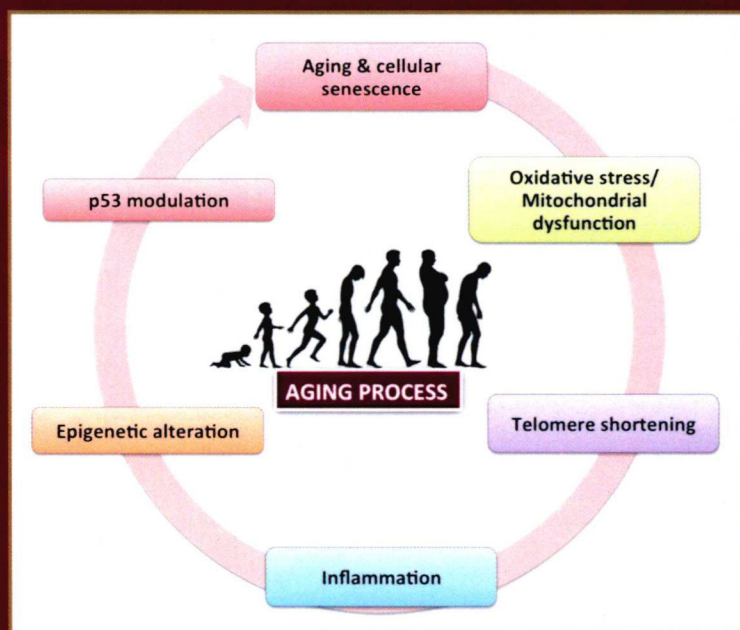 Aging & cellular
senescence
Oxidative stress/
Mitochondrial
dysfunction
Telomere shortening
Inflammation
Epigenetic alteration
p53 modulation
AGING PROCESS